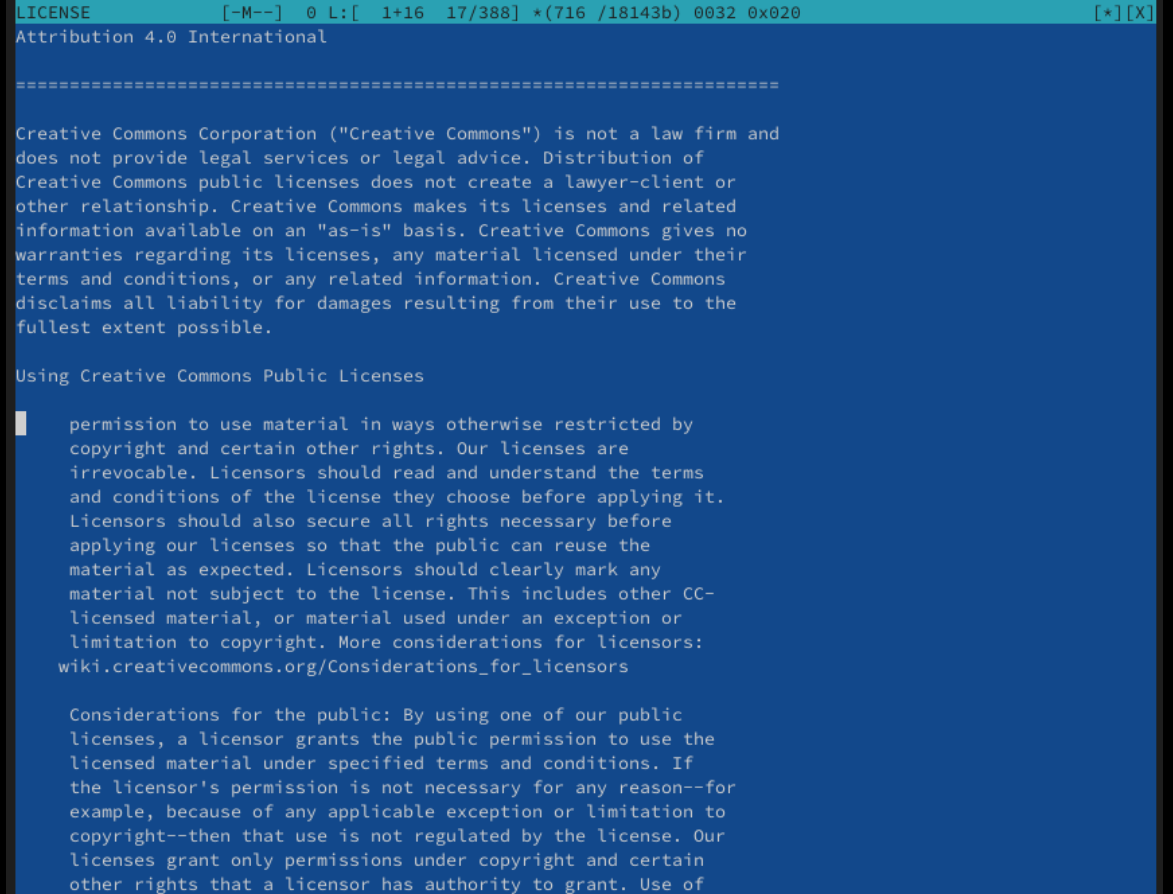 LICENSE [-M--] 0 L:[ 1+16 17/388] *(716 /18143b) 0032 0x020 [*][X]
Attribution 4.0 International
=======================================================================
Creative Commons Corporation ("Creative Commons") is not a law firm and
does not provide legal services or legal advice. Distribution of
Creative Commons public licenses does not create a lawyer-client or
other relationship. Creative Commons makes its licenses and related
information available on an "as-is" basis. Creative Commons gives no
warranties regarding its licenses, any material licensed under their
terms and conditions, or any related information. Creative Commons
disclaims all liability for damages resulting from their use to the
fullest extent possible.
Using Creative Commons Public Licenses
permission to use material in ways otherwise restricted by
copyright and certain other rights. Our licenses are
irrevocable. Licensors should read and understand the terms
and conditions of the license they choose before applying it.
Licensors should also secure all rights necessary before
applying our licenses so that the public can reuse the
material as expected. Licensors should clearly mark any
material not subject to the license. This includes other CC-
licensed material, or material used under an exception or
limitation to copyright. More considerations for licensors:
wiki.creativecommons.org/Considerations_for_licensors
Considerations for the public: By using one of our public
licenses, a licensor grants the public permission to use the
licensed material under specified terms and conditions. If
the licensor's permission is not necessary for any reason--for
example, because of any applicable exception or limitation to
copyright--then that use is not regulated by the license. Our
licenses grant only permissions under copyright and certain
other rights that a licensor has authority to grant. Use of